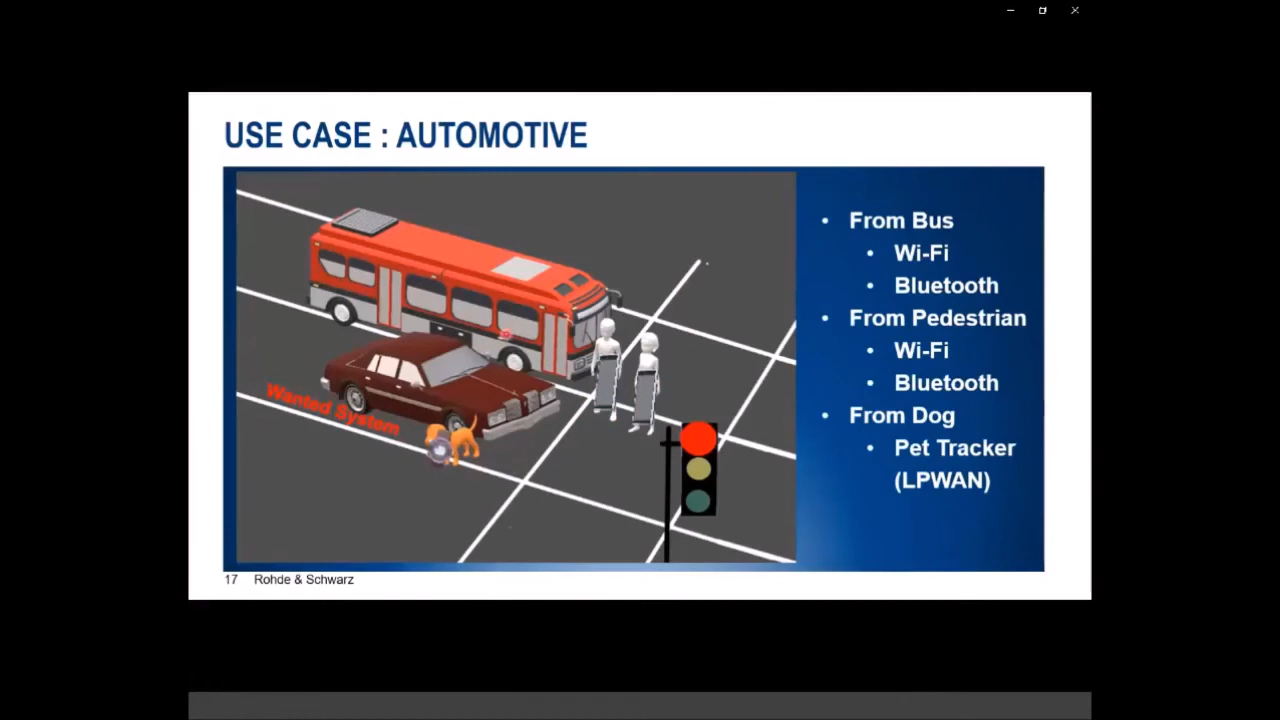 USE CASE : AUTOMOTIVE
Wanted System
• From Bus
• Wi-Fi
• Bluetooth
• From Pedestrian
• Wi-Fi
• Bluetooth
• From Dog
• Pet Tracker
(LPWAN)
17 Rohde & Schwarz